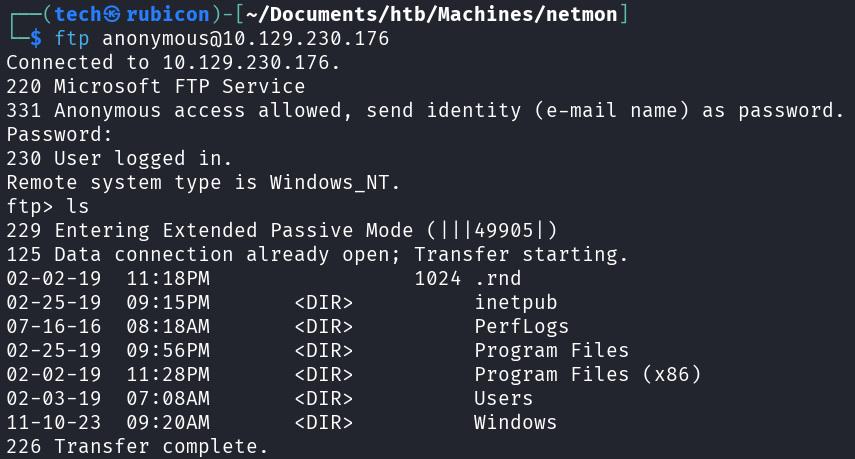 ┌──(tech㉿rubicon)-[~/Documents/htb/Machines/netmon]
└─$ ftp anonymous@10.129.230.176
Connected to 10.129.230.176.
220 Microsoft FTP Service
331 Anonymous access allowed, send identity (e-mail name) as password.
Password:
230 User logged in.
Remote system type is Windows_NT.
ftp> ls
229 Entering Extended Passive Mode (|||49905|)
125 Data connection already open; Transfer starting.
02-02-19  11:18PM                 1024 .rnd
02-25-19  09:15PM       <DIR>          inetpub
07-16-16  08:18AM       <DIR>          PerfLogs
02-25-19  09:56PM       <DIR>          Program Files
02-02-19  11:28PM       <DIR>          Program Files (x86)
02-03-19  07:08AM       <DIR>          Users
11-10-23  09:20AM       <DIR>          Windows
226 Transfer complete.